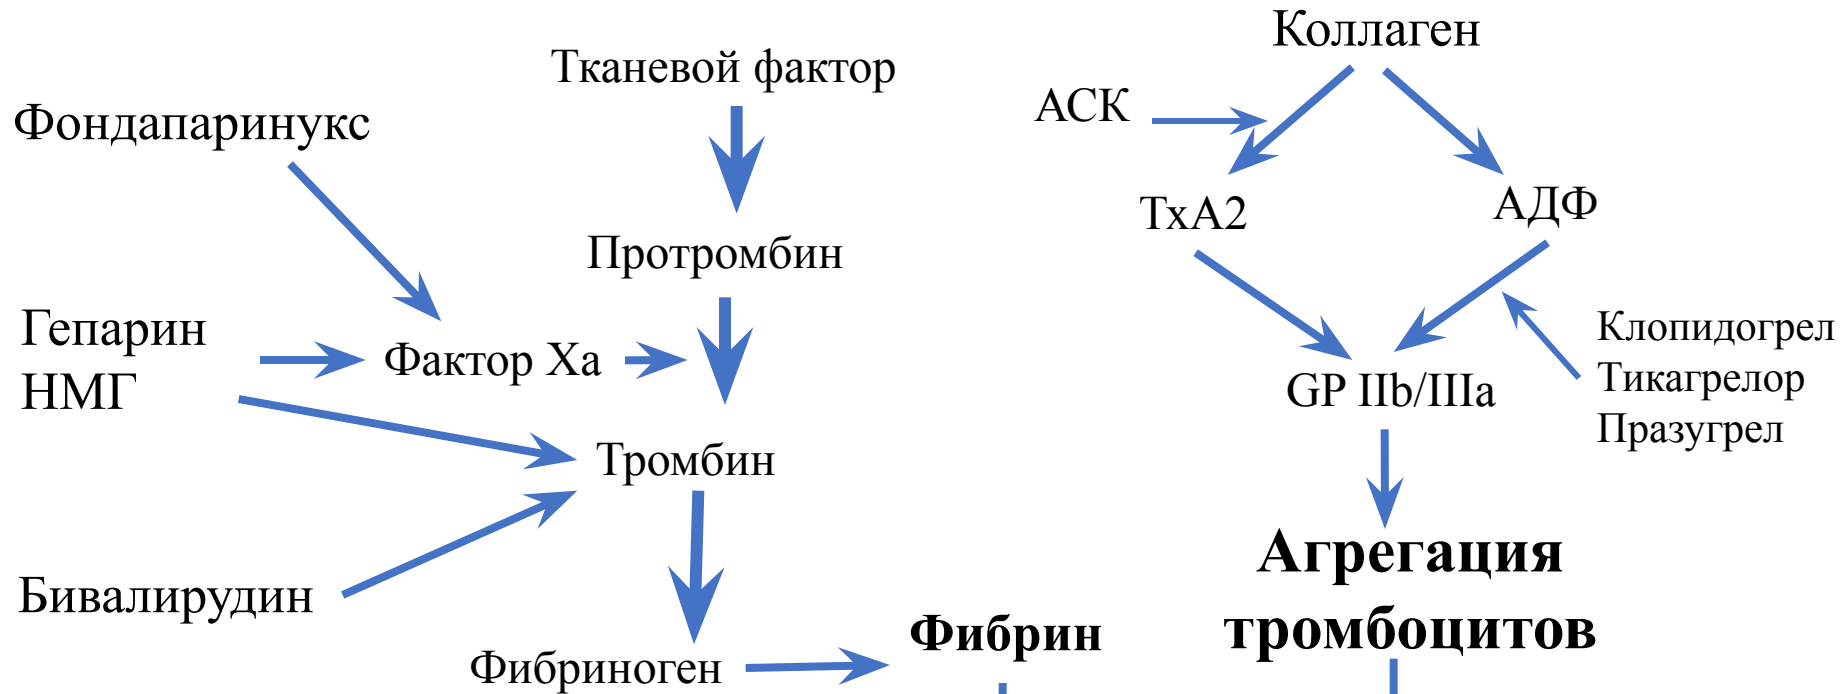 Коллаген
Тканевой фактор
АСК
Фондапаринукс
TxA2
АДФ
Протромбин
Гепарин
НМГ
Фактор Xa
GP IIb/IIIa
Клопидогрел
Тикагрелор
Празугрел
Тромбин
Агрегация
тромбоцитов
Бивалирудин
Фибрин
Фибриноген